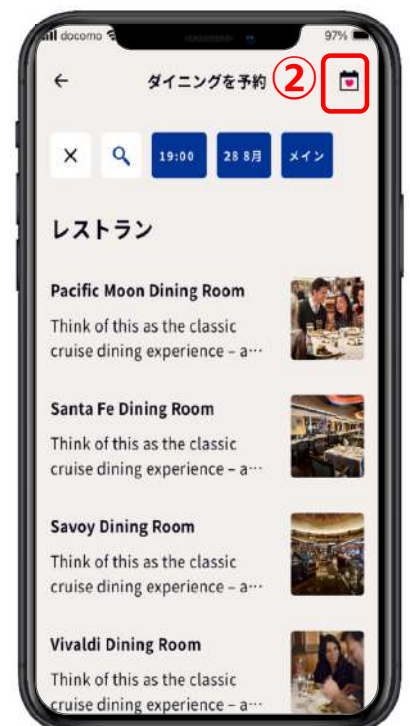 docomo
97%
ダイニングを予約
②
19:00
28 8月
メイン
レストラン
Pacific Moon Dining Room
Think of this as the classic
cruise dining experience – a…
Santa Fe Dining Room
Think of this as the classic
cruise dining experience – a…
Savoy Dining Room
Think of this as the classic
cruise dining experience – a…
Vivaldi Dining Room
Think of this as the classic
cruise dining experience – a…